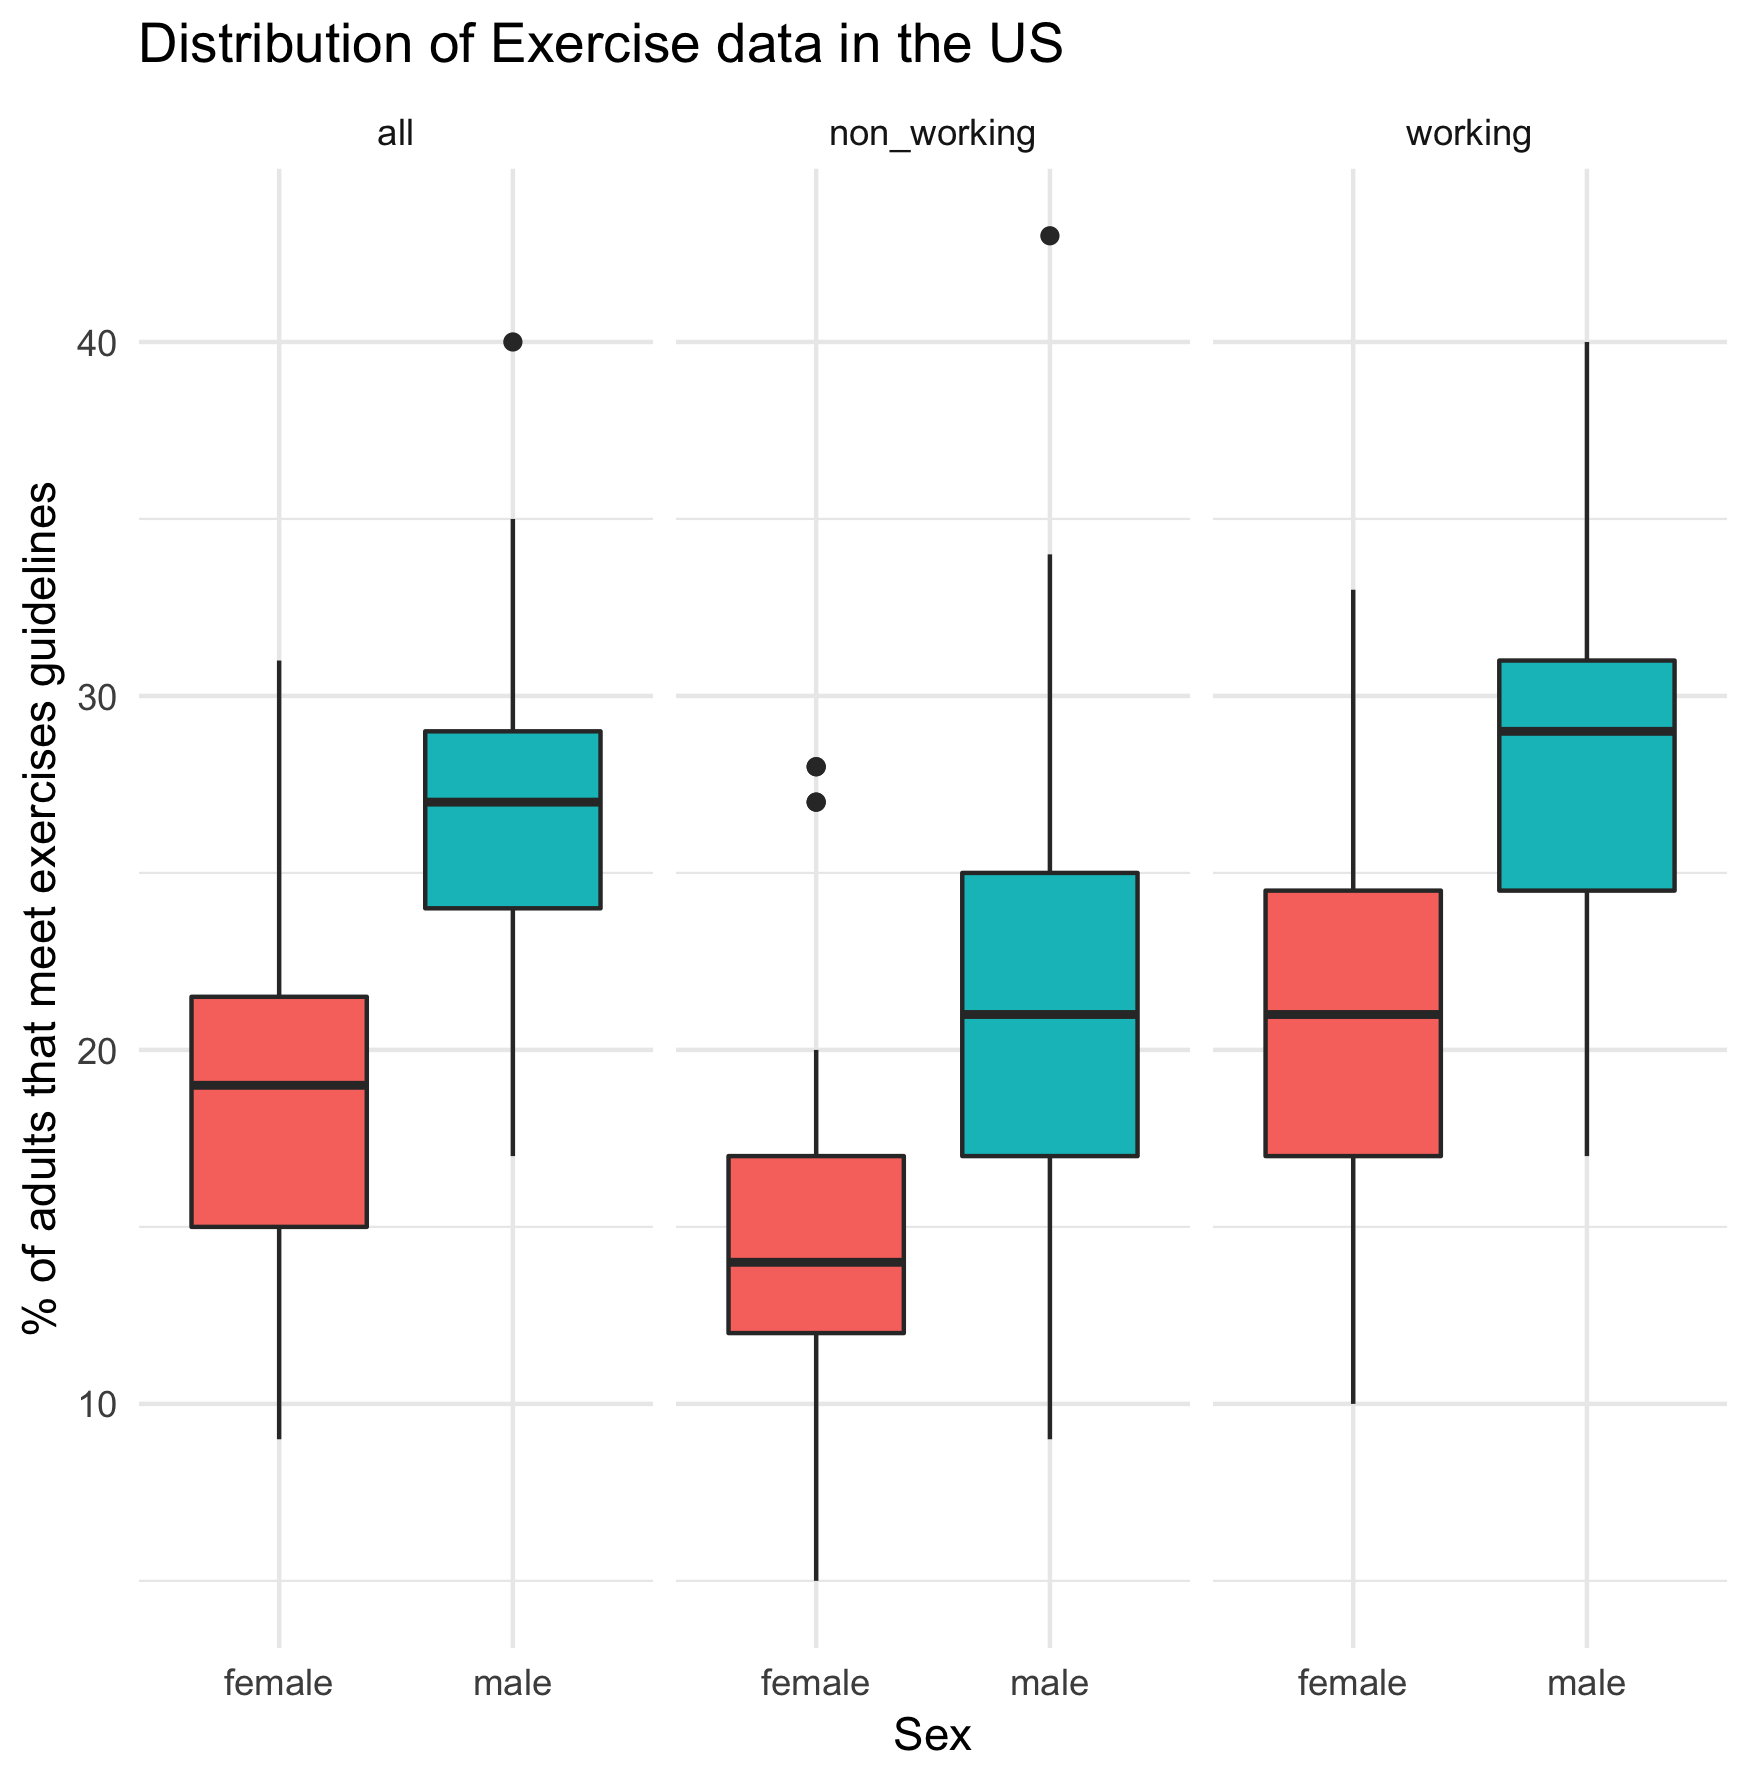 Distribution of Exercise data in the US
all
non_working
working
% of adults that meet exercises guidelines
40
30
20
10
female
male
female
male
female
male
Sex